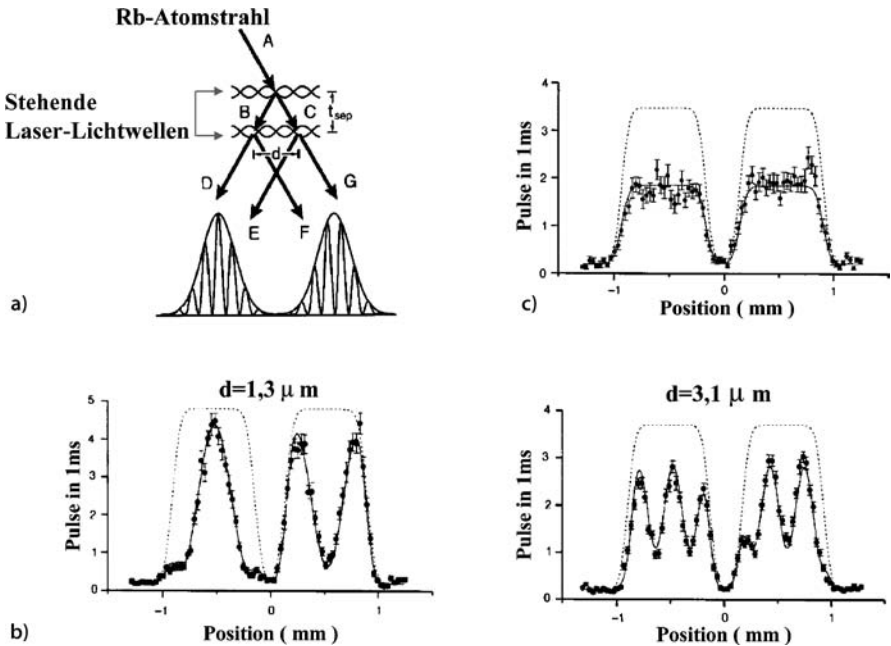 Rb-Atomstrahl
A
Stehende
Laser-Lichtwellen
B
C
t_sep
d
D
G
E
F
a)
4
3
2
1
0
-1
0
1
Pulse in 1ms
Position ( mm )
c)
d=1,3 μ m
5
4
3
2
1
0
-1
0
1
Pulse in 1ms
Position ( mm )
b)
d=3,1 μ m
4
3
2
1
0
-1
0
1
Pulse in 1ms
Position ( mm )